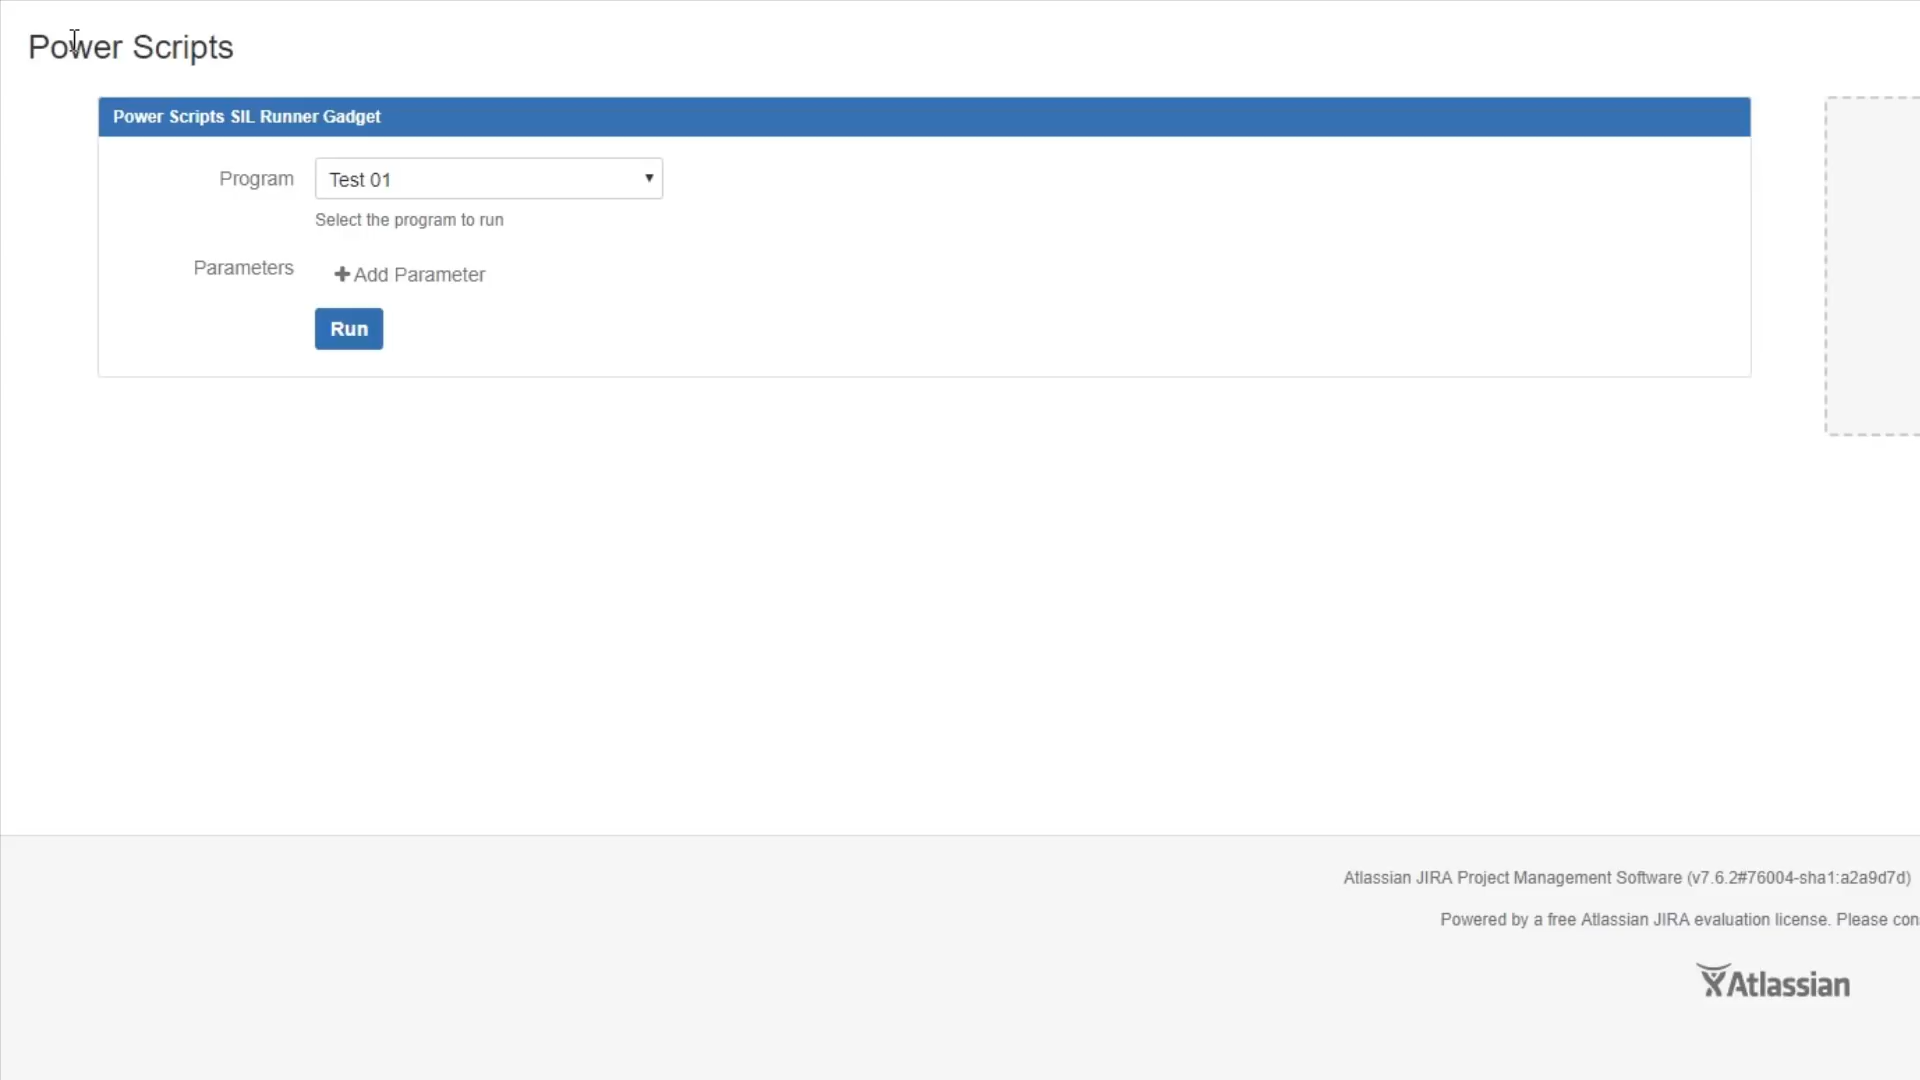 Power Scripts
Power Scripts SIL Runner Gadget
Program
Test 01
Select the program to run
Parameters
Add Parameter
Run
Atlassian JIRA Project Management Software (v7.6.2#76004-sha1:a2a9d7d)
Powered by a free Atlassian JIRA evaluation license. Please con
Atlassian